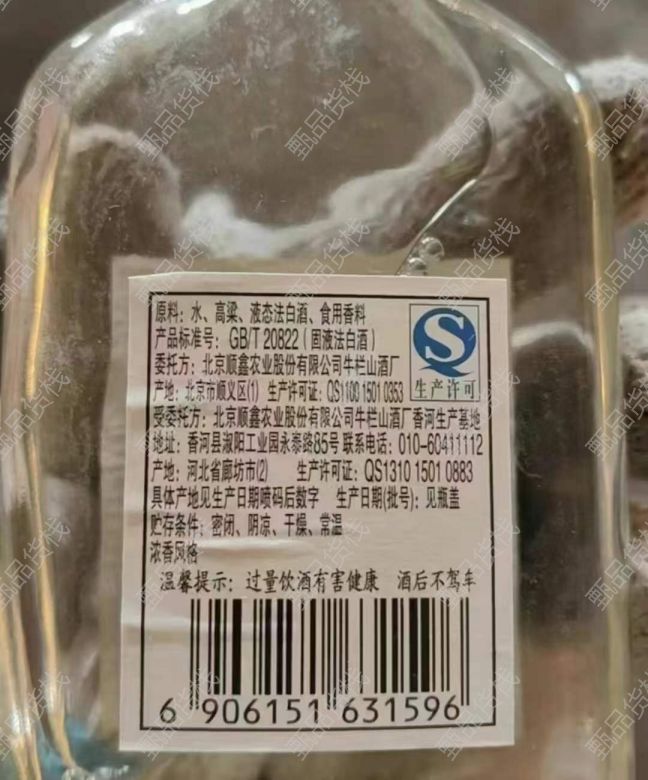 原料：水、高粱、液态法白酒、食用香料
产品标准号：GB/T 20822（固液法白酒）
委托方：北京顺鑫农业股份有限公司牛栏山酒厂
产地：北京市顺义区(1) 生产许可证：QS1100 1501 0353
受委托方：北京顺鑫农业股份有限公司牛栏山酒厂香河生产基地
地址：香河县淑阳工业园永泰路85号 联系电话：010-60411112
产地：河北省廊坊市(2) 生产许可证：QS1310 1501 0883
具体产地见生产日期喷码后数字 生产日期(批号)：见瓶盖
贮存条件：密闭、阴凉、干燥、常温
浓香风格
温馨提示：过量饮酒有害健康 酒后不驾车
6 906151 631596
生产许可
甄品货栈